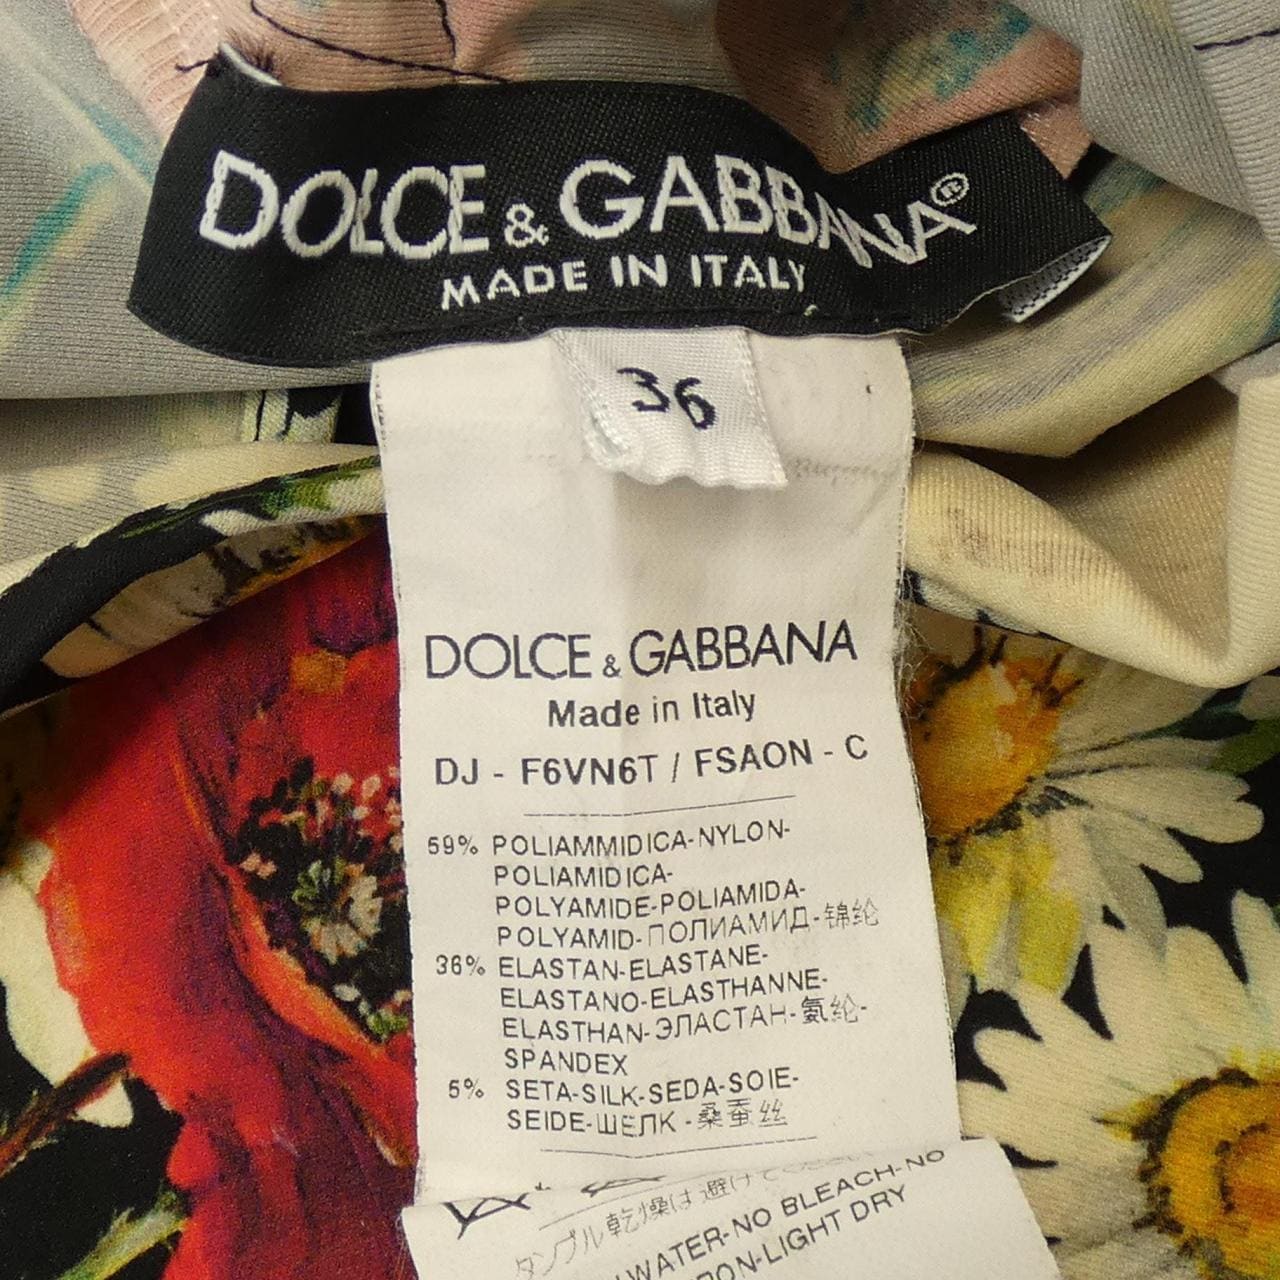 DOLCE & GABBANA®
MADE IN ITALY
36
DOLCE & GABBANA
Made in Italy
DJ - F6VN6T / FSAON - C
59% POLIAMMIDICA-NYLON-
POLIAMIDICA-
POLYAMIDE-POLIAMIDA-
POLYAMID-ПОЛИАМИД-锦纶
36% ELASTAN-ELASTANE-
ELASTANO-ELASTHANNE-
ELASTHAN-ЭЛАСТАН-氨纶-
SPANDEX
5% SETA-SILK-SEDA-SOIE-
SEIDE-ШЕЛК-桑蚕丝
タンブル乾燥は避けて
WATER-NO BLEACH-NO
-LIGHT DRY